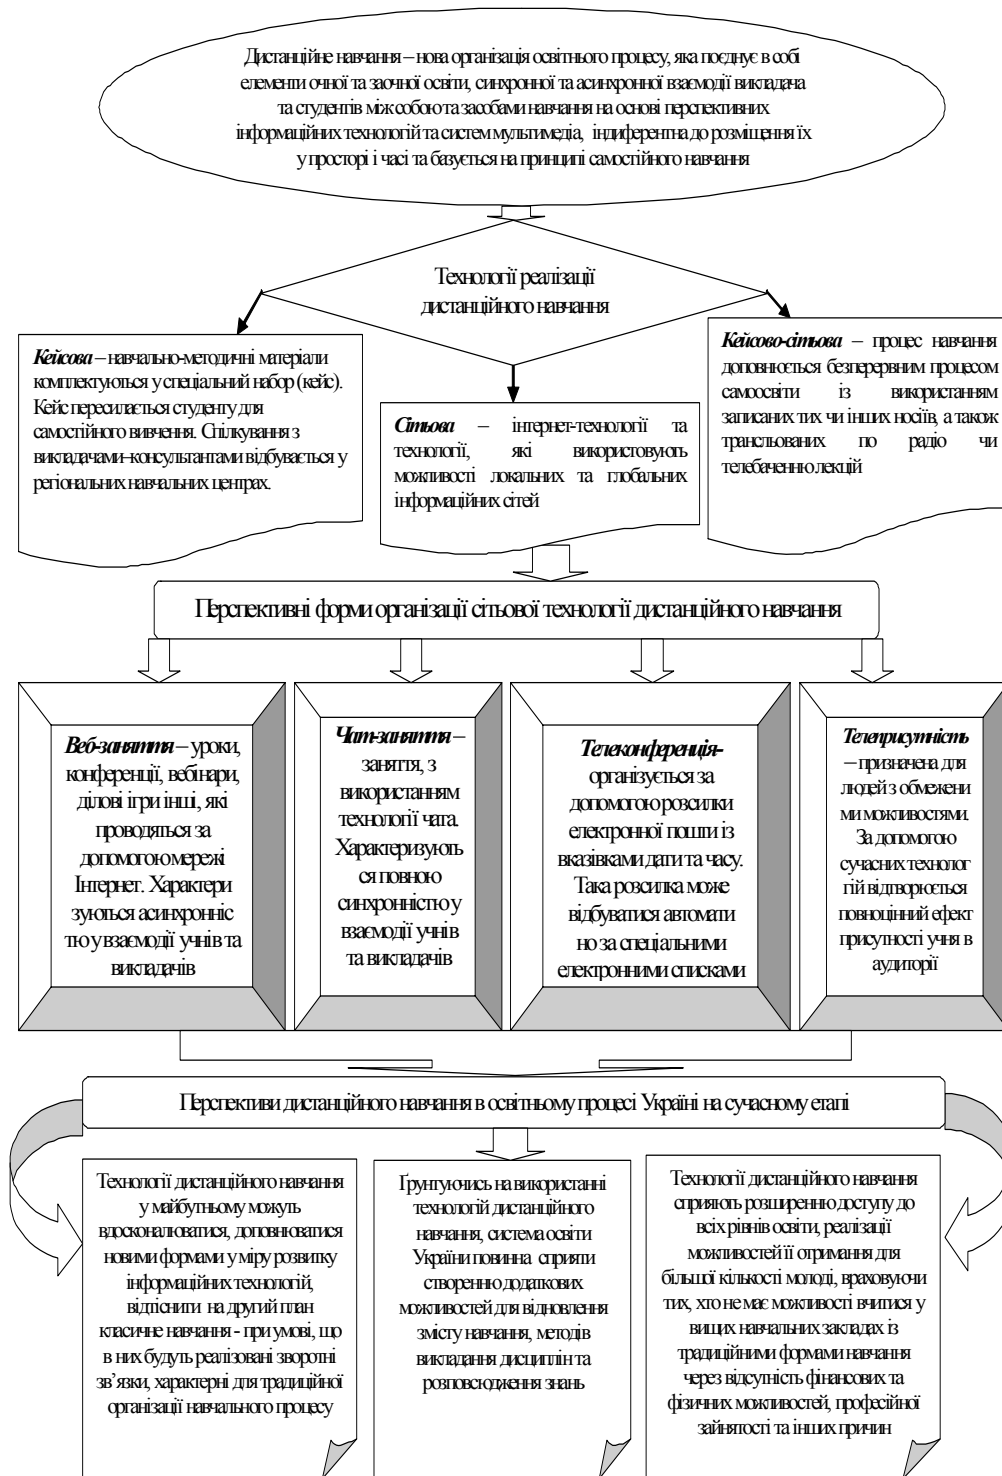 Дистанційне навчання – нова організація освітнього процесу, яка поєднує в собі
елементи очної та заочної освіти, синхронної та асинхронної взаємодії викладача
та студентів між собою та засобами навчання на основі перспективних
інформаційних технологій та систем мультимедіа, індиферентна до розміщення їх
у просторі і часі та базується на принципі самостійного навчання
Технології реалізації
дистанційного навчання
Кейсова – навчально-методичні матеріали
комплектуються у спеціальний набор (кейс).
Кейс пересилається студенту для
самостійного вивчення. Спілкування з
викладачами–консультантами відбувається у
регіональних навчальних центрах.
Сітьова – інтернет-технології та
технології, які використовують
можливості локальних та глобальних
інформаційних сітей
Кейсово-сітьова – процес навчання
доповнюється безперервним процесом
самоосвіти із використанням
записаних тих чи інших носіїв, а також
трансльованих по радіо чи
телебаченню лекцій
Перспективні форми організації сітьової технології дистанційного навчання
Веб-заняття – уроки,
конференції, вебінари,
ділові ігри інші, які
проводяться за
допомогою мережі
Інтернет. Характери
зуються асинхронніс
тю у взаємодії учнів та
викладачів
Чат-заняття –
заняття, з
використанням
технології чата.
Характеризують
ся повною
синхронністю у
взаємодії учнів
та викладачів
Телеконференція-
організується за
допомогою розсилки
електронної пошти із
вказівками дати та часу.
Така розсилка може
відбуватися автомати
но за спеціальними
електронними списками
Телеприсутність
– призначена для
людей з обмежени
ми можливостями.
За допомогою
сучасних технолог
гій відтворюється
повноцінний ефект
присутності учня в
аудиторії
Перспективи дистанційного навчання в освітньому процесі Україні на сучасному етапі
Технології дистанційного навчання
у майбутньому можуть
вдосконалюватися, доповнюватися
новими формами у міру розвитку
інформаційних технологій,
відтіснити на другий план
класичне навчання - при умові, що
в них будуть реалізовані зворотні
зв’язки, характерні для традиційної
організації навчального процесу
Ґрунтуючись на використанні
технологій дистанційного
навчання, система освіти
України повинна сприяти
створенню додаткових
можливостей для відновлення
змісту навчання, методів
викладання дисциплін та
розповсюдження знань
Технології дистанційного навчання
сприяють розширенню доступу до
всіх рівнів освіти, реалізації
можливостей її отримання для
більшої кількості молоді, враховуючи
тих, хто не має можливості вчитися у
вищих навчальних закладах із
традиційними формами навчання
через відсутність фінансових та
фізичних можливостей, професійної
зайнятості та інших причин